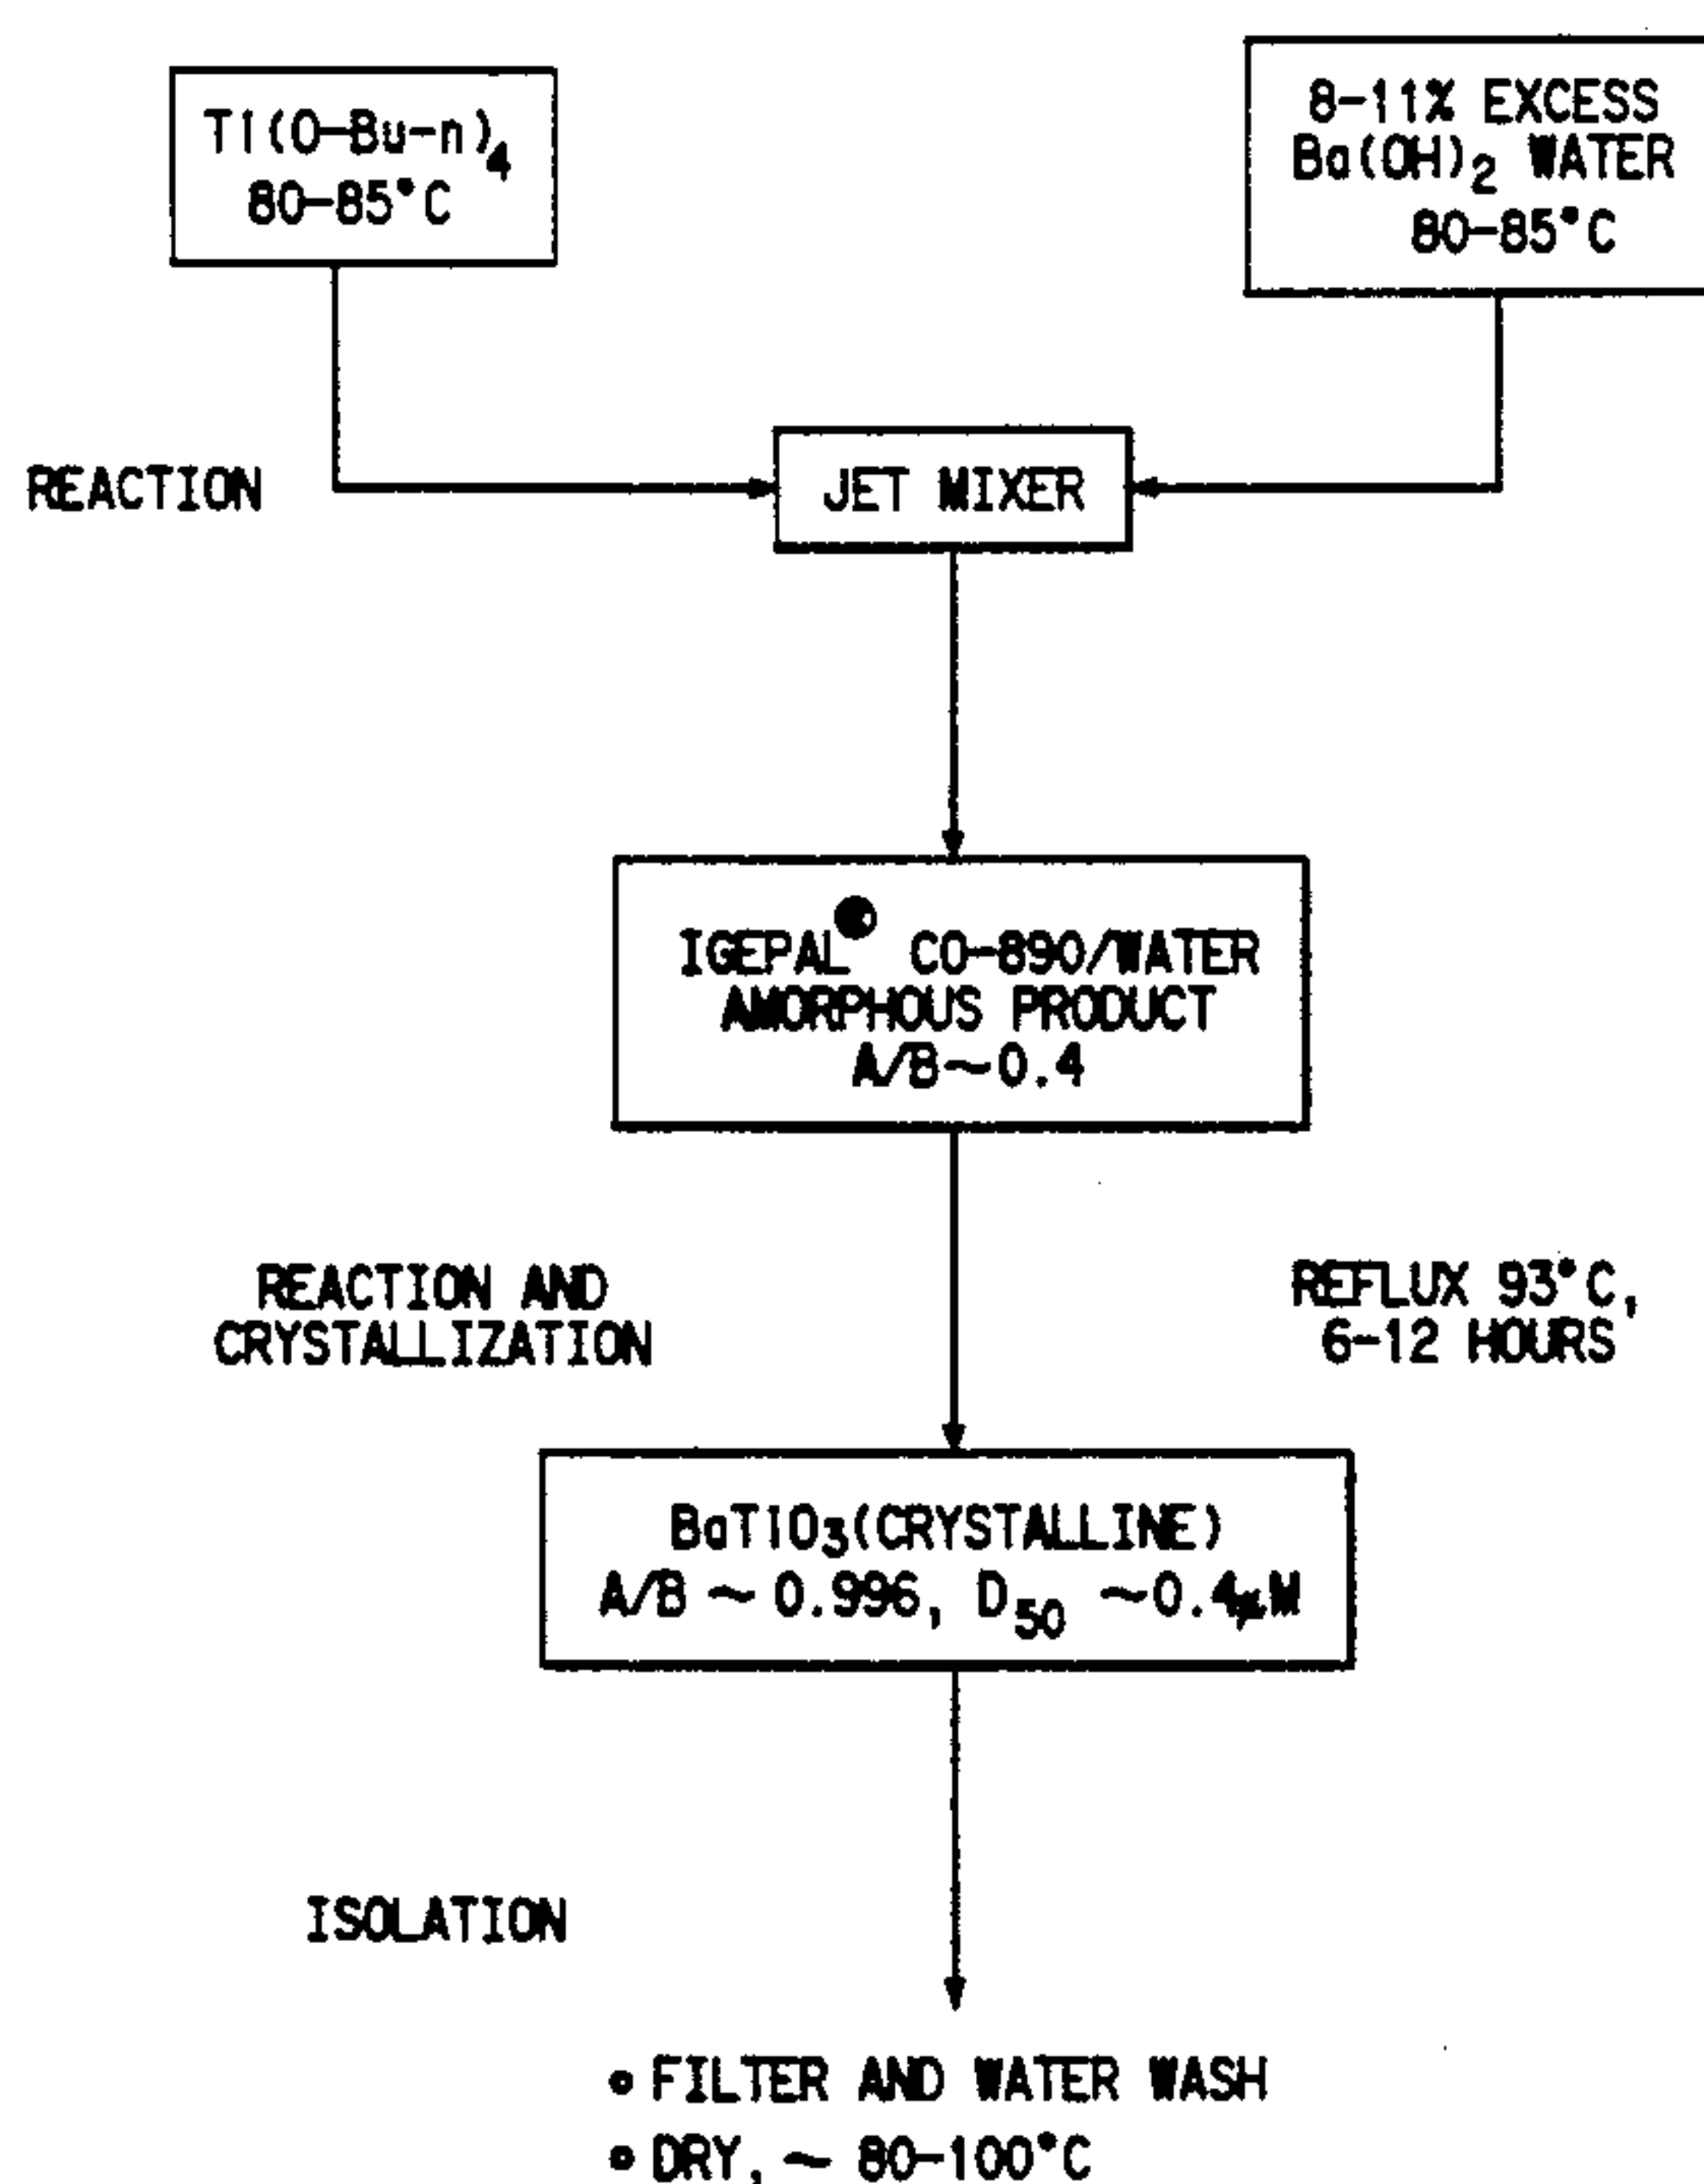 Ti(O-Bu-n)4
80-85°C
8-11% EXCESS
Ba(OH)2 WATER
80-85°C
REACTION
JET MIXER
IGEPAL® CO-890/WATER
AMORPHOUS PRODUCT
A/B~0.4
REACTION AND
CRYSTALLIZATION
REFLUX 93°C,
6-12 HOURS
BaTiO3(CRYSTALLINE)
A/B ~ 0.996, D50 ~0.4μM
ISOLATION
• FILTER AND WATER WASH
• DRY, ~ 80-100°C